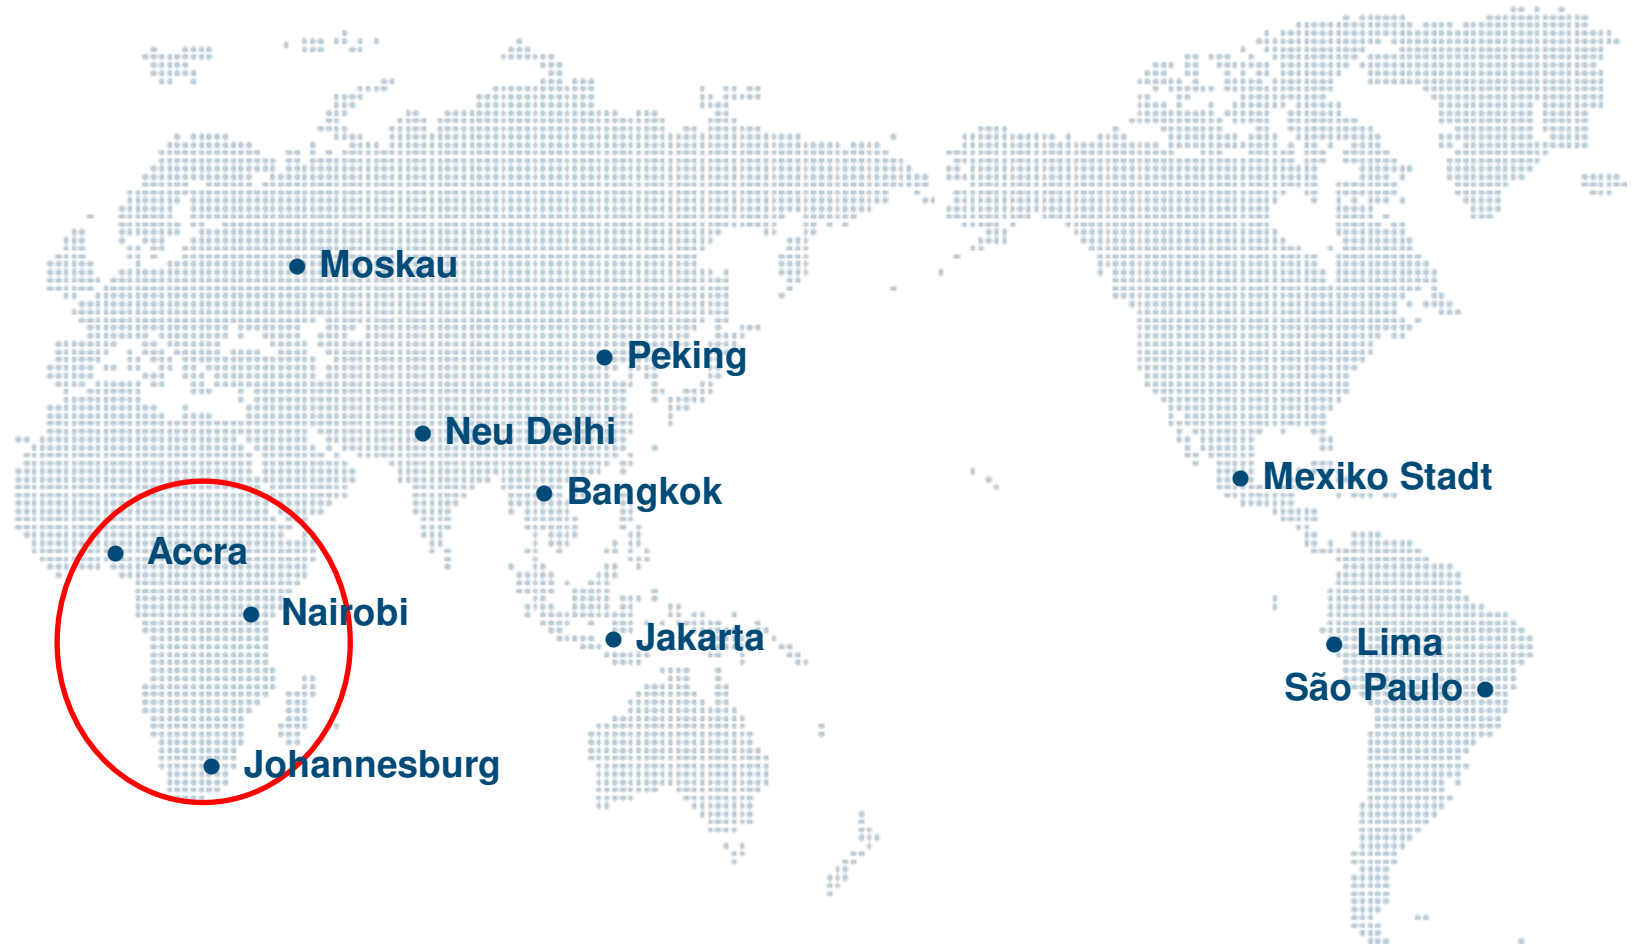 Moskau
Peking
Neu Delhi
Mexiko Stadt
Bangkok
Accra
Nairobi
Jakarta
Lima
São Paulo
Johannesburg